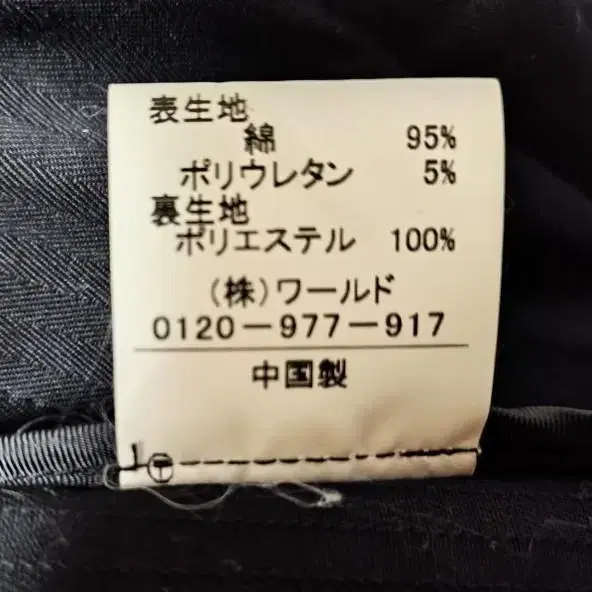 表生地
綿 95%
ポリウレタン 5%
裏生地
ポリエステル 100%
(株)ワールド
0120-977-917
中国製